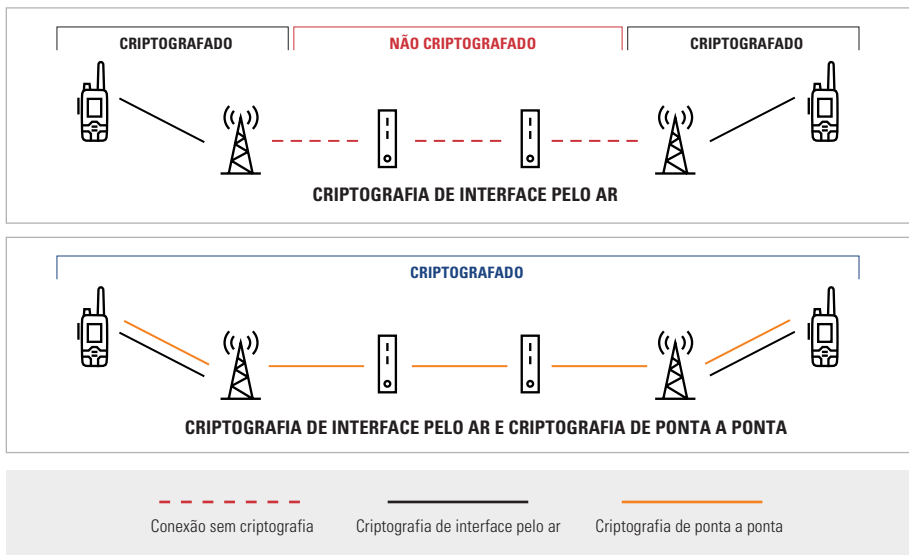 CRIPTOGRAFADO NÃO CRIPTOGRAFADO CRIPTOGRAFADO
CRIPTOGRAFIA DE INTERFACE PELO AR
CRIPTOGRAFADO
CRIPTOGRAFIA DE INTERFACE PELO AR E CRIPTOGRAFIA DE PONTA A PONTA
Conexão sem criptografia Criptografia de interface pelo ar Criptografia de ponta a ponta